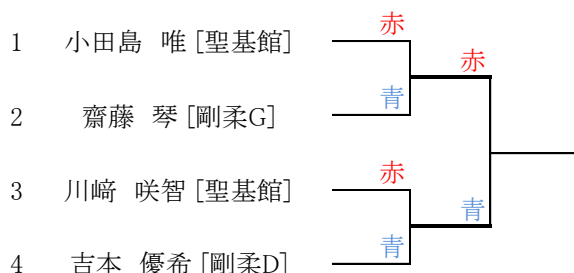 赤
1 小田島 唯 [聖基館]
赤
青
2 齋藤 琴 [剛柔G]
赤
3 川﨑 咲智 [聖基館]
青
青
4 吉本 優希 [剛柔D]